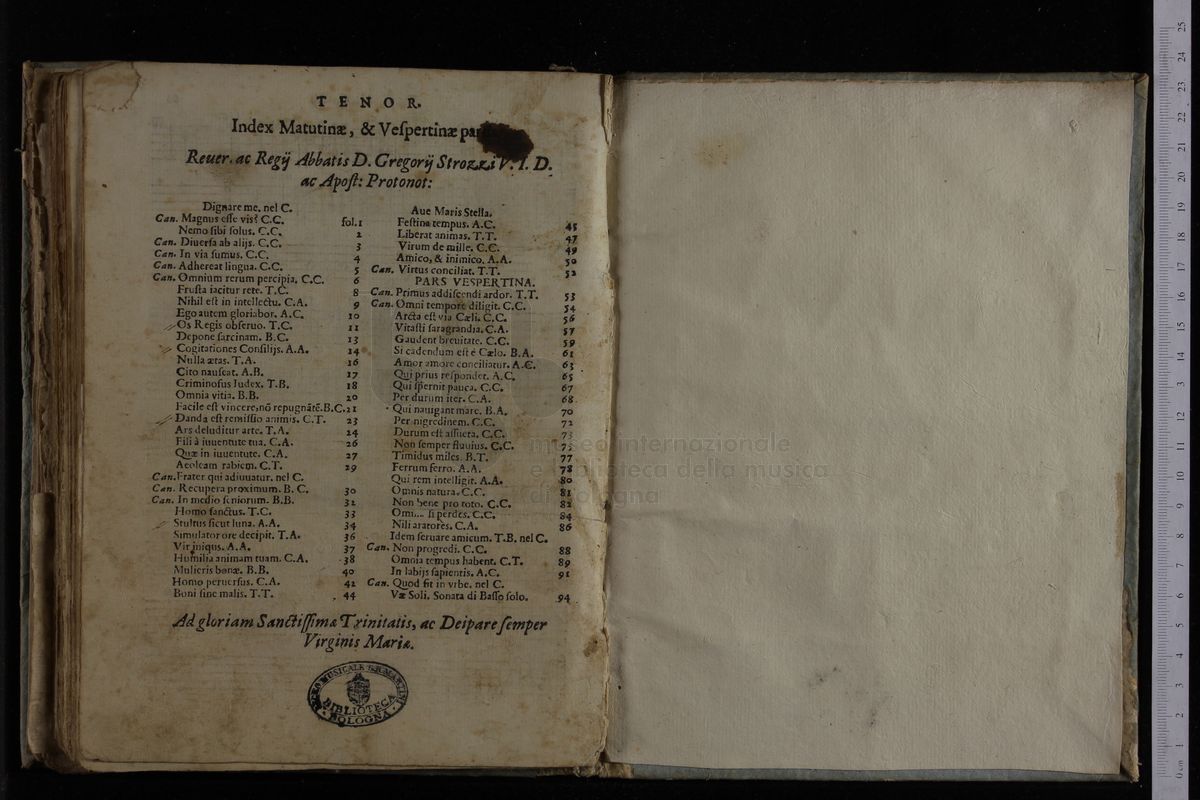 TENOR.
Index Matutinæ, & Veſpertinæ
Reuer. ac Regij Abbatis D. Gregorij Strozzi V. I. D.
ac Apoſt: Protonot:
Dignare me. nel C.
Can. Magnus eſſe vis? C.C. fol.1
Nemo ſibi ſolus. C.C. 2
Can. Diuerſa ab alijs. C.C. 3
Can. In via ſumus. C.C. 4
Can. Adhereat lingua. C.C. 5
Can. Omnium rerum percipia. C.C. 6
Fruſta iacitur rete. T.C. 8
Nihil eſt in intellectu. C.A. 9
Ego autem gloriabor. A.C. 10
Os Regis obſeruo. T.C. 11
Depone ſarcinam. B.C. 13
Cogitationes Conſilijs. A.A. 14
Nulla ætas. T.A. 16
Cito nauſcat. A.B. 17
Criminoſus Iudex. T.B. 18
Omnia vitia. B.B. 20
Facile eſt vincere, nō repugnātē. B.C. 21
Danda eſt remiſſio animis. C.T. 23
Ars deluditur arte. T.A. 24
Fili à iuuentute tua. C.A. 26
Quæ in iuuentute. C.A. 27
Aeoleam rabiem. C.T. 29
Can. Frater qui adiuuatur. nel C.
Can. Recupera proximum. B.C. 30
Can. In medio ſeniorum. B.B. 32
Homo ſanctus. T.C. 33
Stultus ſicut luna. A.A. 34
Simulator ore decipit. T.A. 36
Vir iniqus. A.A. 37
Humilia animam tuam. C.A. 38
Mulieris bonæ. B.B. 40
Homo peruerſus. C.A. 42
Boni ſine malis. T.T. 44
Aue Maris Stella.
Feſtina tempus. A.C. 45
Liberat animas. T.T. 47
Virum de mille. C.C. 49
Amico, & inimico. A.A. 50
Can. Virtus conciliat. T.T. 52
PARS VESPERTINA.
Can. Primus addiſcendi ardor. T.T. 53
Can. Omni tempore diligit. C.C. 54
Arcta eſt via Cæli. C.C. 56
Vitaſti ſaragrandia. C.A. 57
Gaudent breuitate. C.C. 59
Si cadendum eſt é Cælo. B.A. 61
Amor amore conciliatur. A.C. 63
Qui prius reſpondet. A.C. 65
Qui ſpernit pauca. C.C. 67
Per durum iter. C.A. 68
Qui nauigant mare. B.A. 70
Per nigredinem. C.C. 72
Durum eſt aſſueta. C.C. 73
Non ſemper fluuius. C.C. 75
Timidus miles. B.T. 77
Ferrum ferro. A.A. 78
Qui rem intelligit. A.A. 80
Omnis natura. C.C. 81
Non bene pro toto. C.C. 82
ſi perdes. C.C. 84
Nili aratores. C.A. 86
Idem ſeruare amicum. T.B. nel C.
Can. Non progredi. C.C. 88
Omnia tempus habent. C.T. 89
In labijs ſapientis. A.C. 91
Can. Quod fit in vrbe. nel C.
Væ Soli. Sonata di Baſſo ſolo. 94
Ad gloriam Sanctiſſimæ Trinitatis, ac Deipare ſemper
Virginis Mariæ.
LICEO MUSICALE G.B. MARTINI
BIBLIOTECA
BOLOGNA
museo internazionale
e biblioteca della musica
di bologna
8